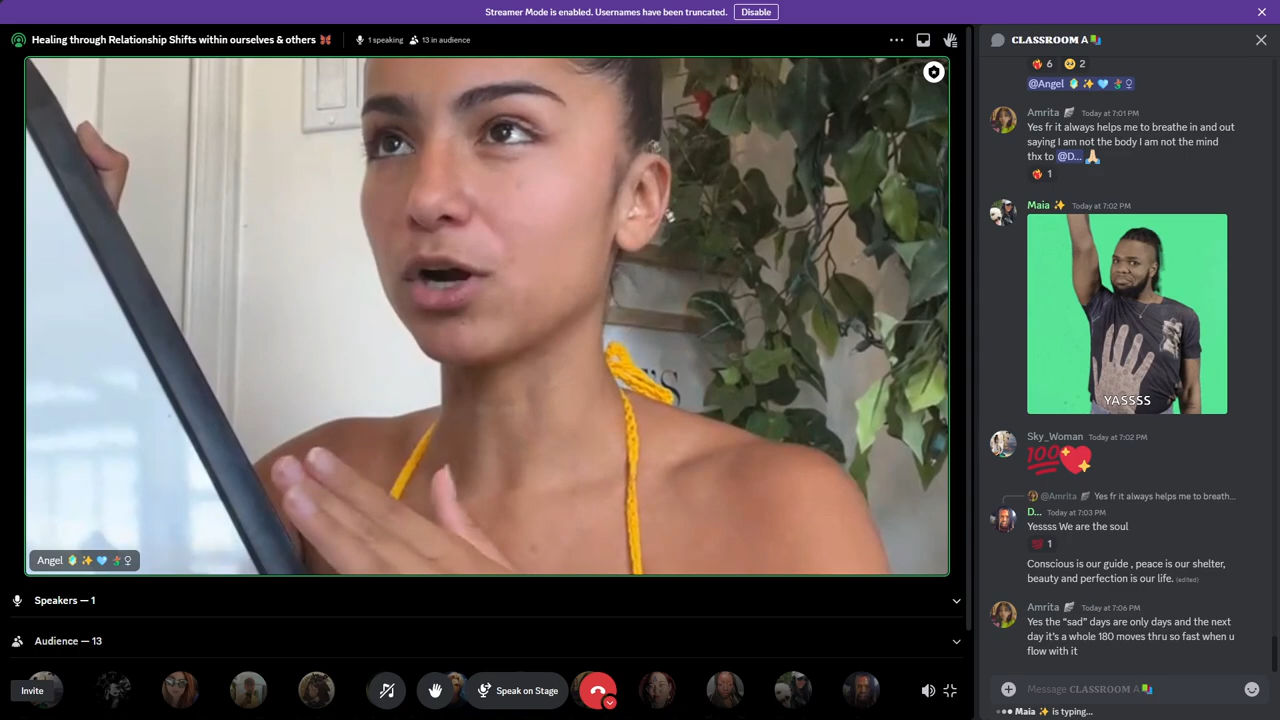 Streamer Mode is enabled. Usernames have been truncated.
Disable
Healing through Relationship Shifts within ourselves & others
1 speaking
13 in audience
Angel
Speakers — 1
Audience — 13
Invite
Speak on Stage
CLASSROOM A
6
2
@Angel
Amrita Today at 7:01 PM
Yes fr it always helps me to breathe in and out
saying I am not the body I am not the mind
thx to @D...
1
Maia ✨ Today at 7:02 PM
YASSSS
Sky_Woman Today at 7:02 PM
100
@Amrita Yes fr it always helps me to breath...
D... Today at 7:03 PM
Yessss We are the soul
1
Conscious is our guide , peace is our shelter,
beauty and perfection is our life. (edited)
Amrita Today at 7:06 PM
Yes the “sad” days are only days and the next
day it’s a whole 180 moves thru so fast when u
flow with it
Message CLASSROOM A
Maia ✨ is typing...